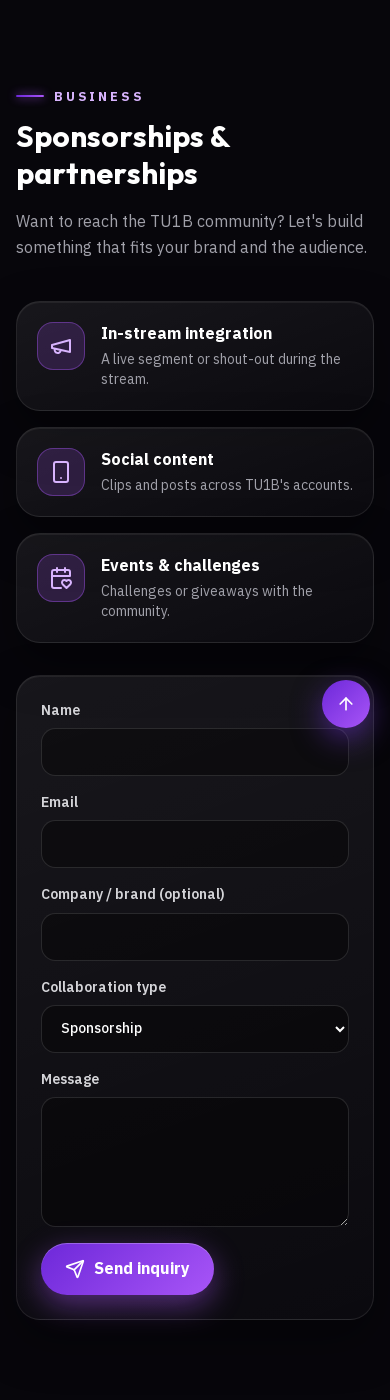 BUSINESS
Sponsorships &
partnerships
Want to reach the TU1B community? Let's build
something that fits your brand and the audience.
In-stream integration
A live segment or shout-out during the
stream.
Social content
Clips and posts across TU1B's accounts.
Events & challenges
Challenges or giveaways with the
community.
Name
Email
Company / brand (optional)
Collaboration type
Sponsorship
Message
Send inquiry